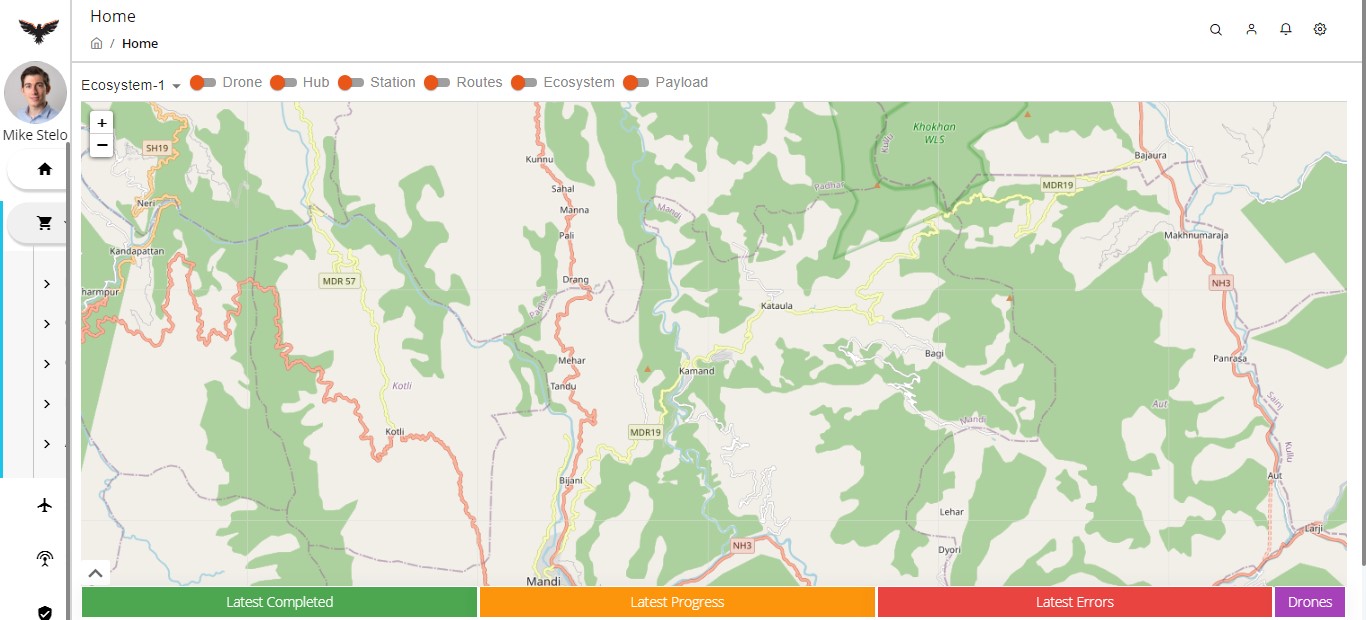 Home
/ Home
Mike Stelo
Ecosystem-1
Drone
Hub
Station
Routes
Ecosystem
Payload
+
−
SH19
Neri
Kandapattan
harmpur
MDR 57
Kotli
Kotli
Kunnu
Sahal
Manna
Pali
Drang
Padhar
Mehar
Tandu
Bijani
Mandi
Mandi
Padhar
Kullu
Khokhan
WLS
MDR19
Bajaura
Makhnumaraja
NH3
Kataula
Kamand
Bagi
Panrasa
MDR19
Mandi
Aut
Sainj
Kullu
Aut
Lehar
Dyori
Larji
NH3
Latest Completed
Latest Progress
Latest Errors
Drones